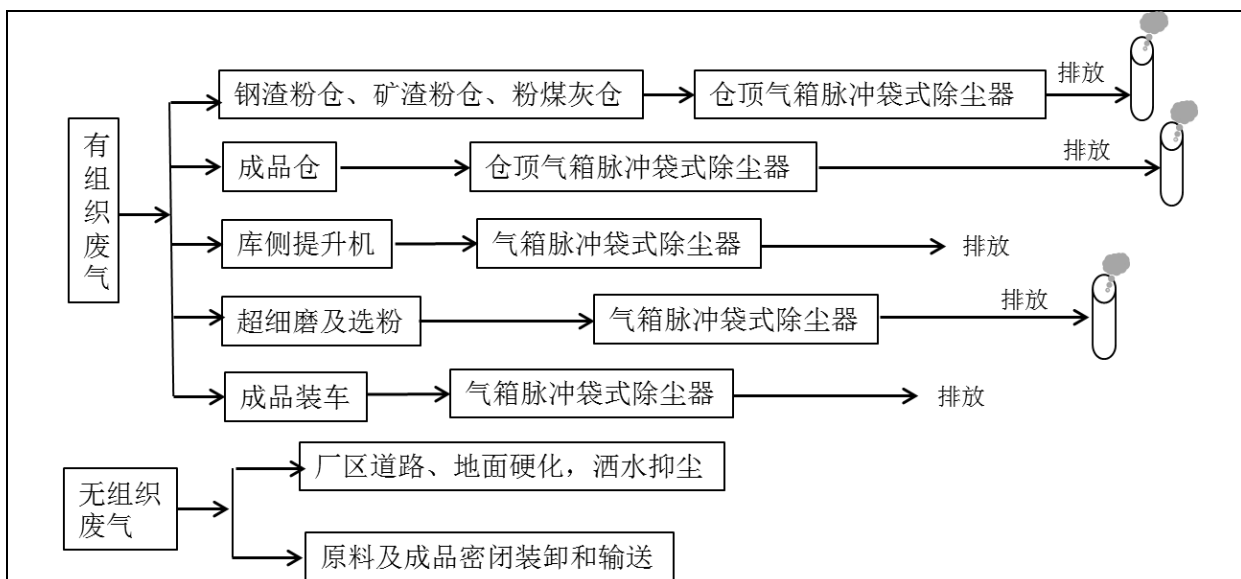 有组织废气
钢渣粉仓、矿渣粉仓、粉煤灰仓
仓顶气箱脉冲袋式除尘器
排放
成品仓
仓顶气箱脉冲袋式除尘器
排放
库侧提升机
气箱脉冲袋式除尘器
排放
超细磨及选粉
气箱脉冲袋式除尘器
排放
成品装车
气箱脉冲袋式除尘器
排放
无组织
废气
厂区道路、地面硬化，洒水抑尘
原料及成品密闭装卸和输送